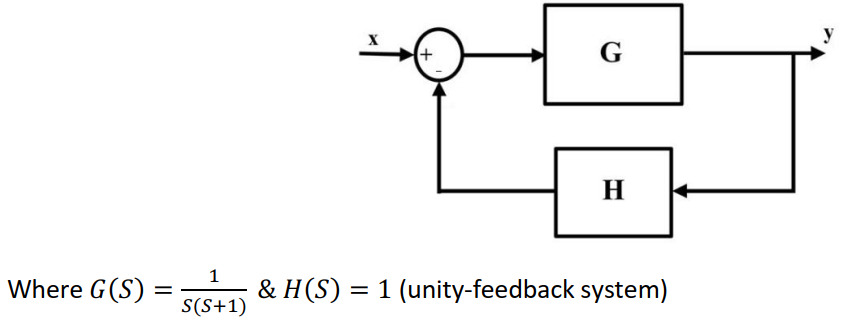 x
+
-
G
y
H
Where G(S) = 1/S(S+1) & H(S) = 1 (unity-feedback system)